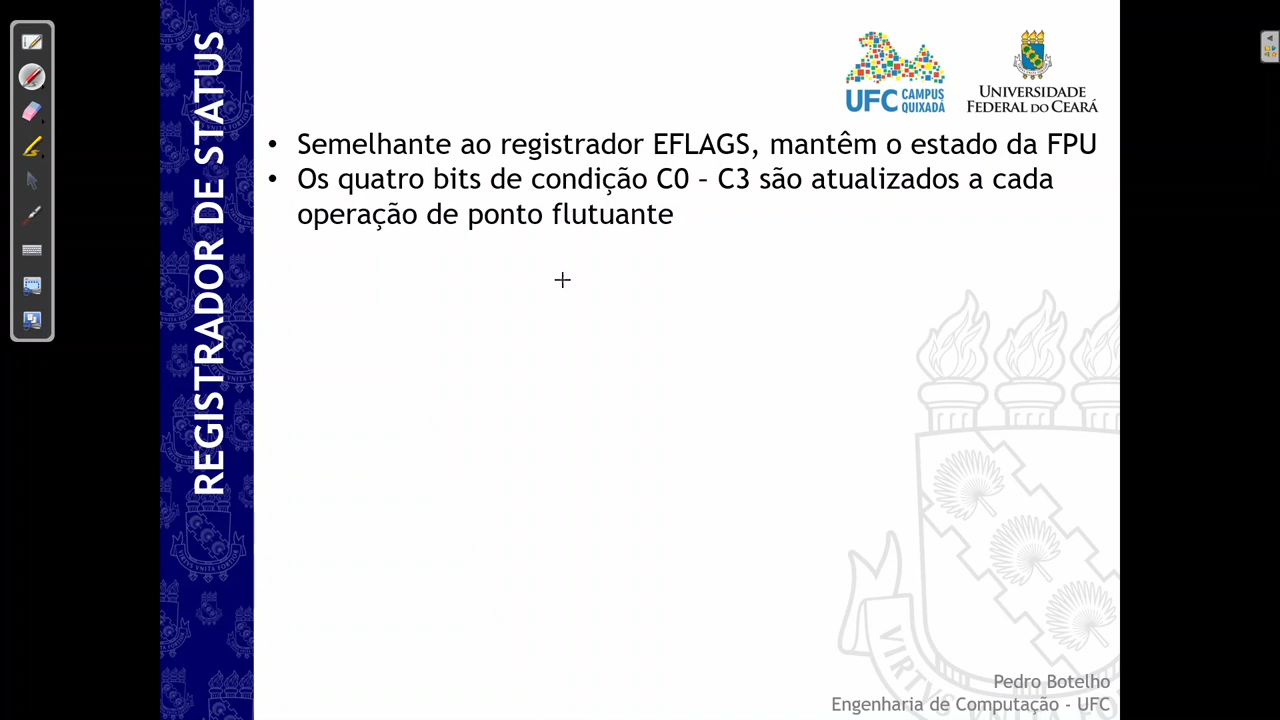 REGISTRADOR DE STATUS
UFC CAMPUS
QUIXADÁ
UNIVERSIDADE
FEDERAL DO CEARÁ
• Semelhante ao registrador EFLAGS, mantêm o estado da FPU
• Os quatro bits de condição C0 – C3 são atualizados a cada
operação de ponto flutuante
Pedro Botelho
Engenharia de Computação - UFC